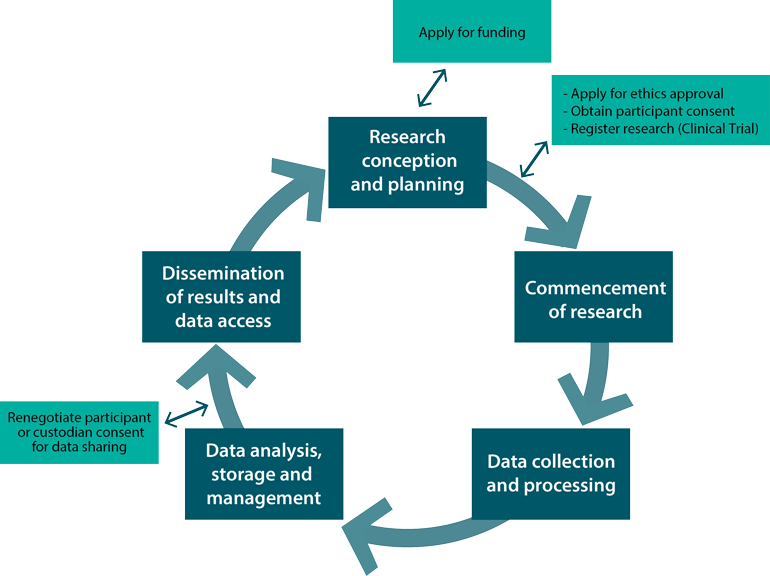 Apply for funding
- Apply for ethics approval
- Obtain participant consent
- Register research (Clinical Trial)
Research
conception
and planning
Commencement
of research
Data collection
and processing
Data analysis,
storage and
management
Renegotiate participant
or custodian consent
for data sharing
Dissemination
of results and
data access